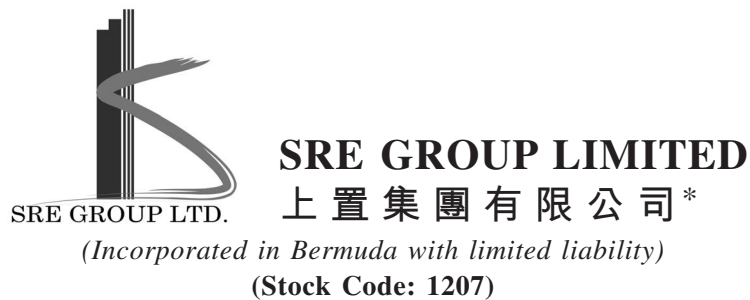 SRE GROUP LTD.
SRE GROUP LIMITED
上置集團有限公司*
(Incorporated in Bermuda with limited liability)
(Stock Code: 1207)